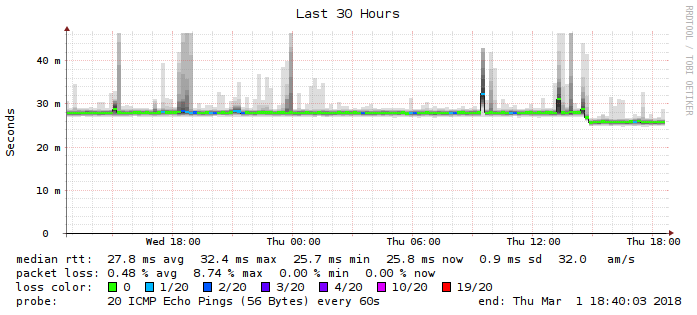 Last 30 Hours
RRDTOOL / TOBI OETIKER
Seconds
40 m
30 m
20 m
10 m
0
Wed 18:00 Thu 00:00 Thu 06:00 Thu 12:00 Thu 18:00
median rtt: 27.8 ms avg 32.4 ms max 25.7 ms min 25.8 ms now 0.9 ms sd 32.0 am/s
packet loss: 0.48 % avg 8.74 % max 0.00 % min 0.00 % now
loss color: 0 1/20 2/20 3/20 4/20 10/20 19/20
probe: 20 ICMP Echo Pings (56 Bytes) every 60s end: Thu Mar 1 18:40:03 2018